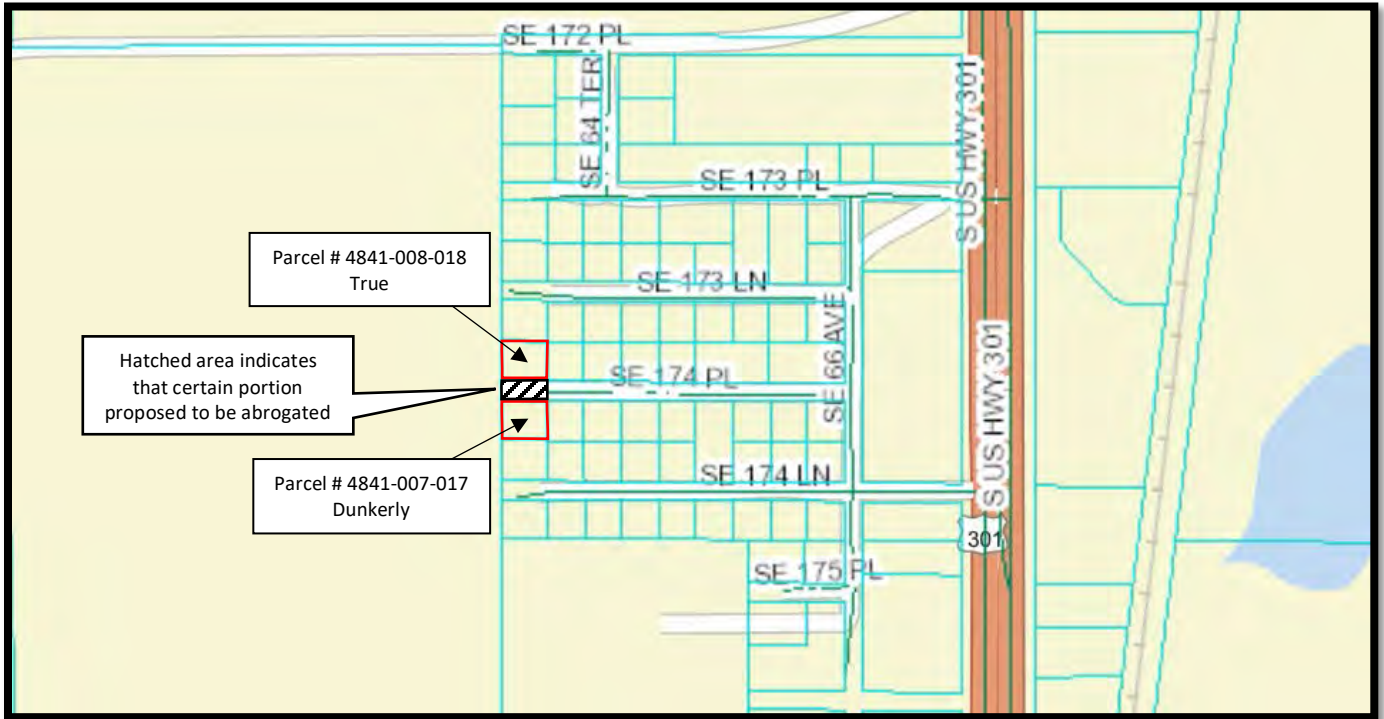 SE 172 PL
SE 64 TER
S US HWY 301
SE 173 PL
Parcel # 4841-008-018
True
SE 173 LN
SE 66 AVE
Hatched area indicates
that certain portion
proposed to be abrogated
SE 174 PL
S US HWY 301
Parcel # 4841-007-017
Dunkerly
SE 174 LN
301
SE 175 PL